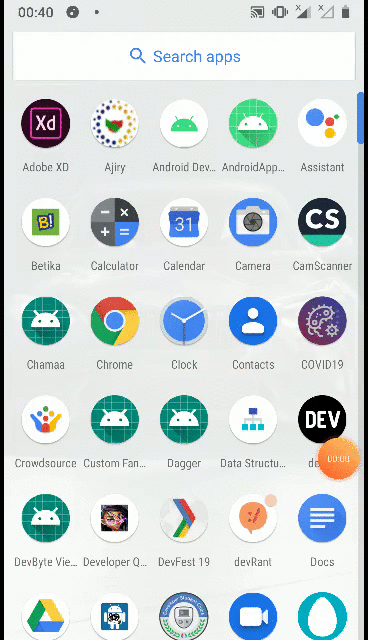 00:40
Search apps
Xd
Adobe XD
Ajiry
Android Dev...
AndroidApp...
Assistant
B!
31
CS
Betika
Calculator
Calendar
Camera
CamScanner
Chamaa
Chrome
Clock
Contacts
COVID19
DEV
Crowdsource
Custom Fan...
Dagger
Data Structu...
de
00:01
DevByte Vie...
Developer Q...
DevFest 19
devRant
Docs